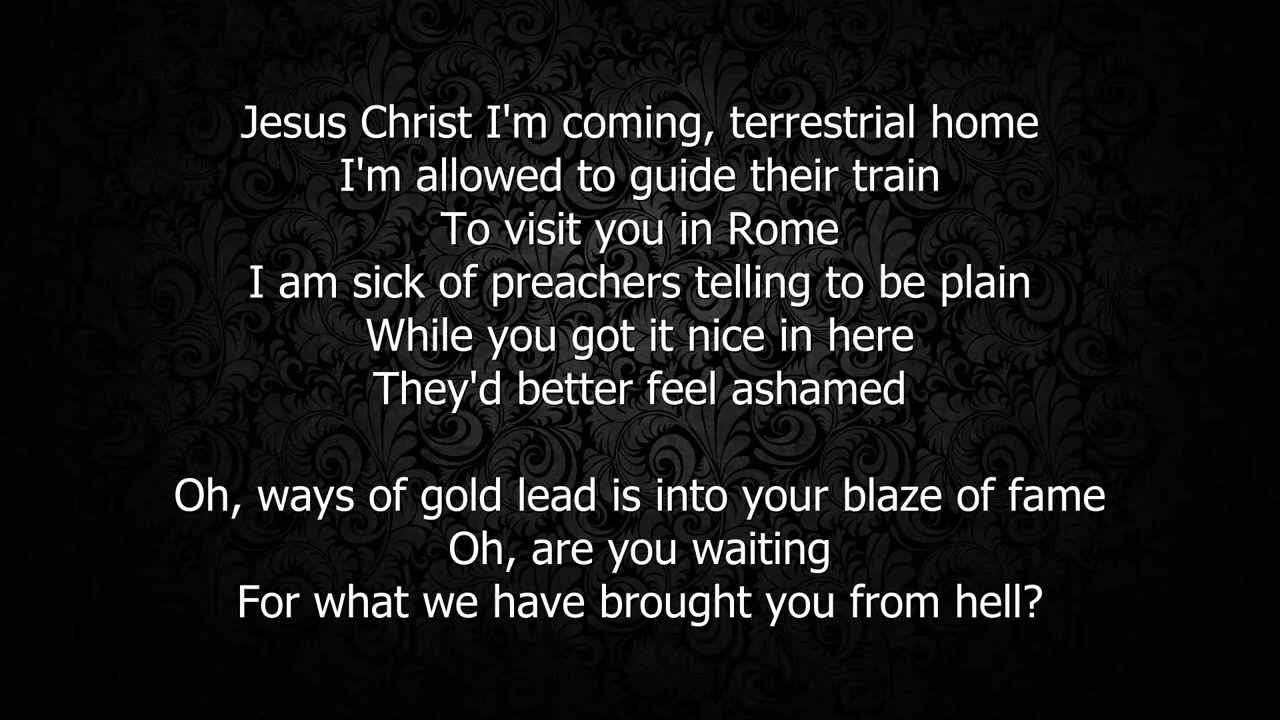 Jesus Christ I'm coming, terrestrial home
I'm allowed to guide their train
To visit you in Rome
I am sick of preachers telling to be plain
While you got it nice in here
They'd better feel ashamed
Oh, ways of gold lead is into your blaze of fame
Oh, are you waiting
For what we have brought you from hell?